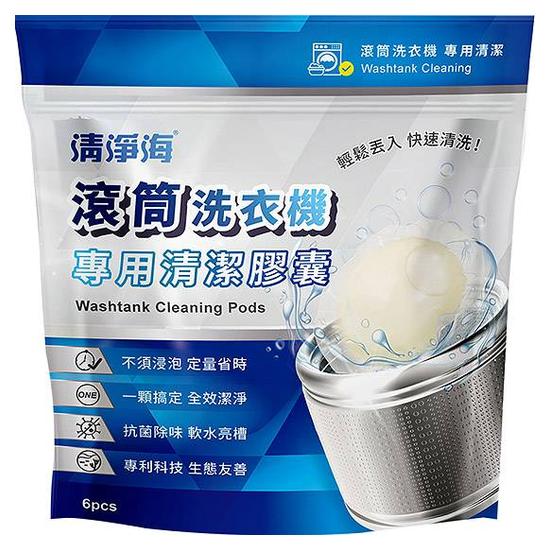 滾筒洗衣機 專用清潔
Washtank Cleaning
清淨海®
輕鬆丟入 快速清洗！
滾筒洗衣機
專用清潔膠囊
Washtank Cleaning Pods
不須浸泡 定量省時
ONE
一顆搞定 全效潔淨
抗菌除味 軟水亮槽
專利科技 生態友善
6pcs